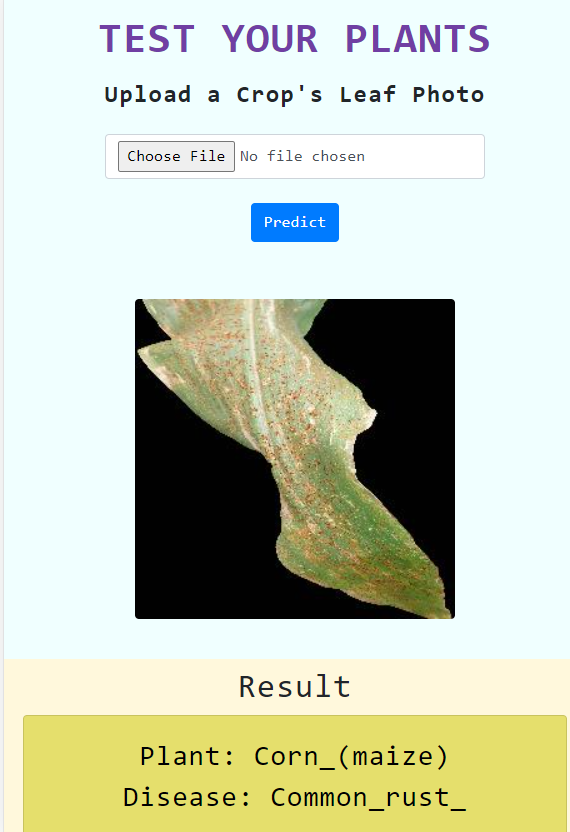 TEST YOUR PLANTS
Upload a Crop's Leaf Photo
Choose File No file chosen
Predict
Result
Plant: Corn_(maize)
Disease: Common_rust_